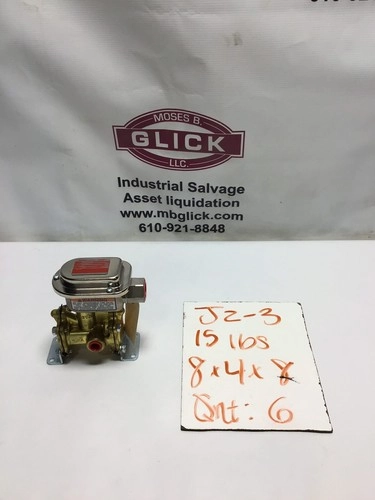 MOSES B.
GLICK
LLC.
Industrial Salvage
Asset liquidation
www.mbglick.com
610-921-8848
J2-3
15 lbs
8x4x8
Qnt: 6